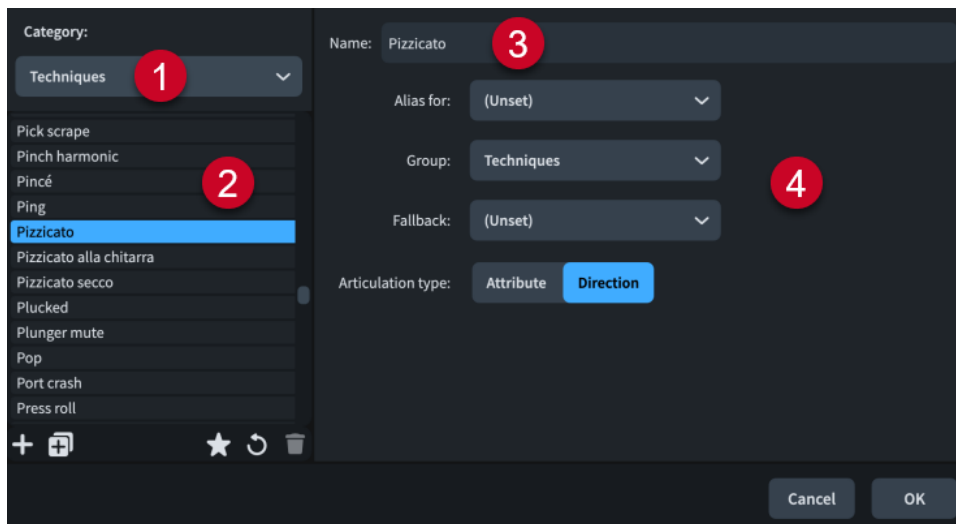 Category:
Techniques
1
Pick scrape
Pinch harmonic
Pincé
2
Ping
Pizzicato
Pizzicato alla chitarra
Pizzicato secco
Plucked
Plunger mute
Pop
Port crash
Press roll
Name: Pizzicato
3
Alias for: (Unset)
Group: Techniques
4
Fallback: (Unset)
Articulation type: Attribute Direction
Cancel OK